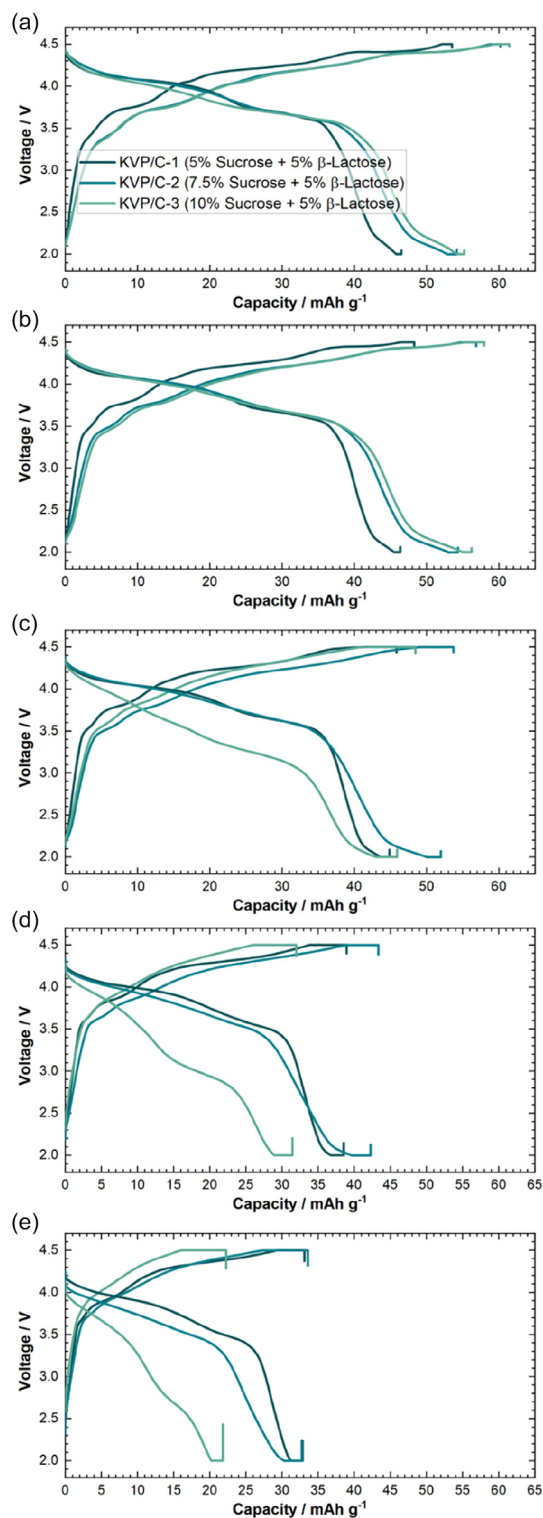 (a)
4.5
4.0
3.5
3.0
2.5
2.0
Voltage / V
KVP/C-1 (5% Sucrose + 5% β-Lactose)
KVP/C-2 (7.5% Sucrose + 5% β-Lactose)
KVP/C-3 (10% Sucrose + 5% β-Lactose)
0 10 20 30 40 50 60
Capacity / mAh g⁻¹
(b)
4.5
4.0
3.5
3.0
2.5
2.0
Voltage / V
0 10 20 30 40 50 60
Capacity / mAh g⁻¹
(c)
4.5
4.0
3.5
3.0
2.5
2.0
Voltage / V
0 10 20 30 40 50 60 65
Capacity / mAh g⁻¹
(d)
4.5
4.0
3.5
3.0
2.5
2.0
Voltage / V
0 5 10 15 20 25 30 35 40 45 50 55 60 65
Capacity / mAh g⁻¹
(e)
4.5
4.0
3.5
3.0
2.5
2.0
Voltage / V
0 5 10 15 20 25 30 35 40 45 50 55 60 65
Capacity / mAh g⁻¹